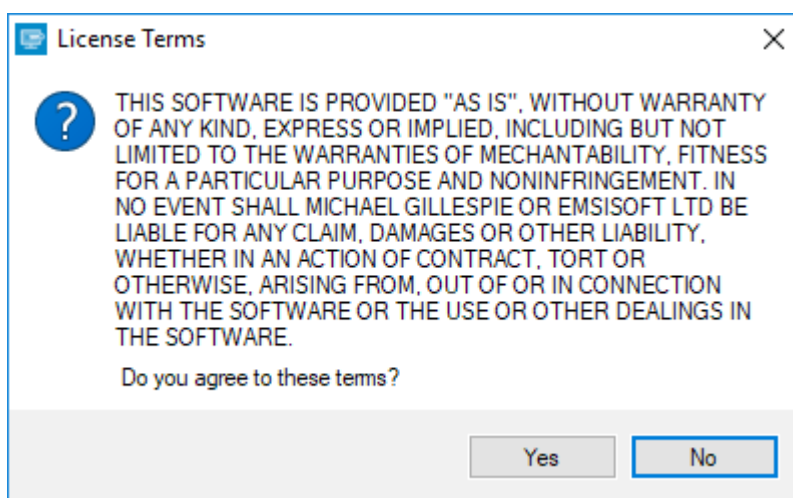 License Terms
THIS SOFTWARE IS PROVIDED "AS IS", WITHOUT WARRANTY
OF ANY KIND, EXPRESS OR IMPLIED, INCLUDING BUT NOT
LIMITED TO THE WARRANTIES OF MECHANTABILITY, FITNESS
FOR A PARTICULAR PURPOSE AND NONINFRINGEMENT. IN
NO EVENT SHALL MICHAEL GILLESPIE OR EMSISOFT LTD BE
LIABLE FOR ANY CLAIM, DAMAGES OR OTHER LIABILITY,
WHETHER IN AN ACTION OF CONTRACT, TORT OR
OTHERWISE, ARISING FROM, OUT OF OR IN CONNECTION
WITH THE SOFTWARE OR THE USE OR OTHER DEALINGS IN
THE SOFTWARE.
Do you agree to these terms?
Yes No